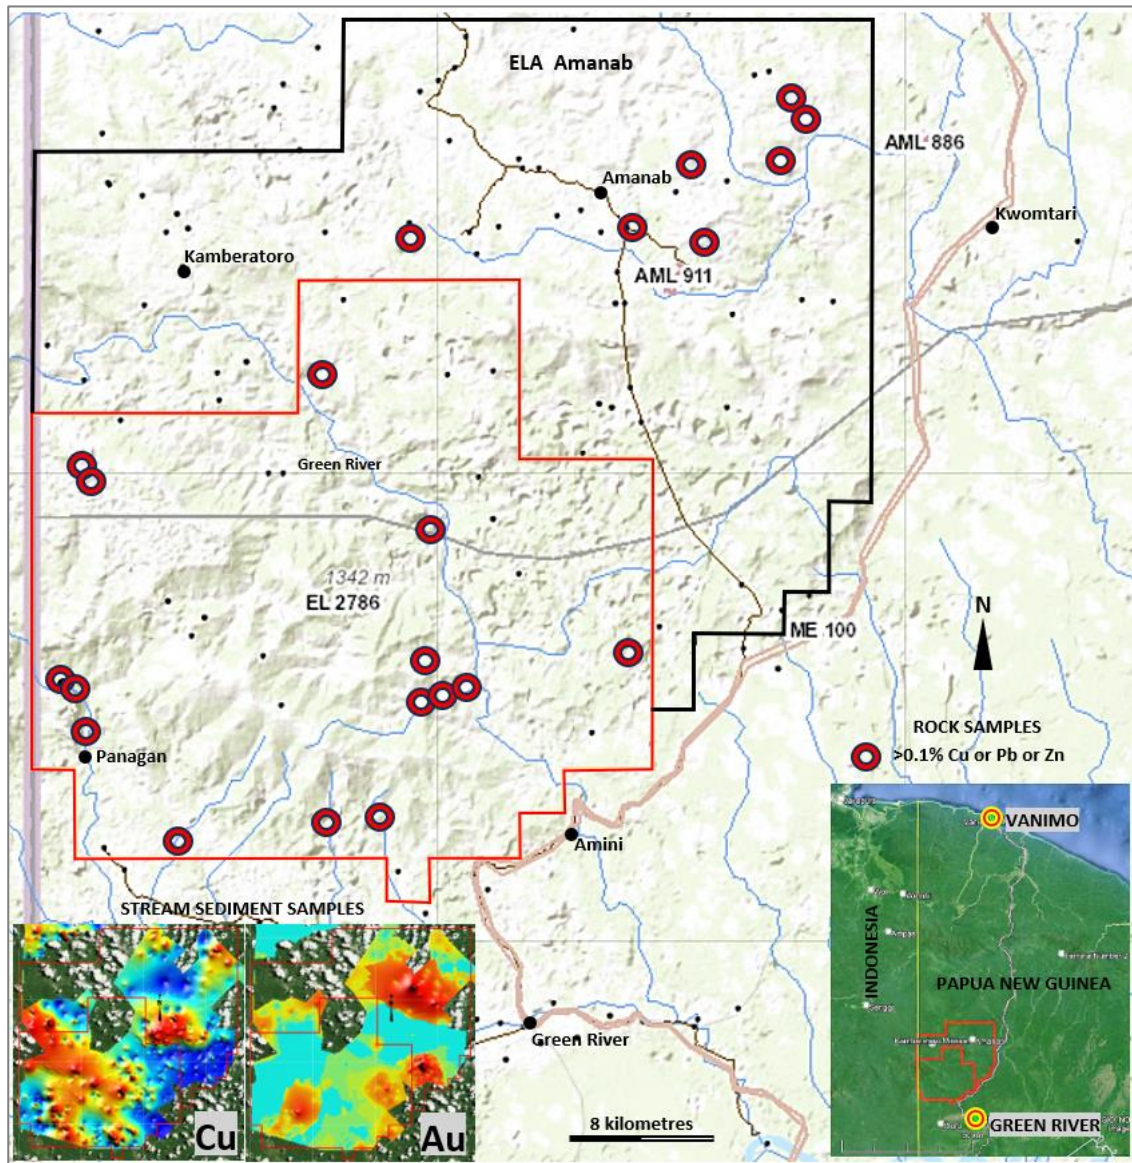 ELA Amanab
AML 886
Amanab
Kwomtari
Kamberatoro
AML 911
Green River
1342 m
EL 2786
N
ME 100
ROCK SAMPLES
>0.1% Cu or Pb or Zn
Panagan
Amini
VANIMO
STREAM SEDIMENT SAMPLES
INDONESIA
PAPUA NEW GUINEA
Green River
8 kilometres
Cu
Au
GREEN RIVER